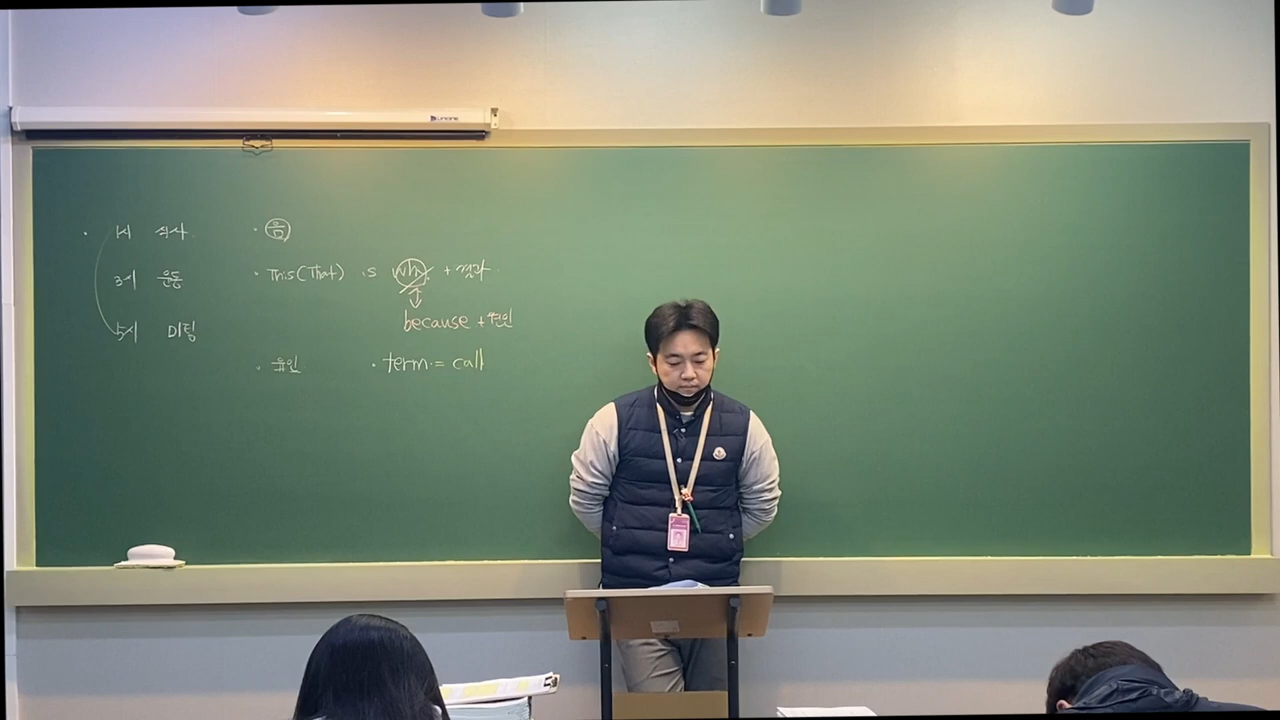 · 1시 식사
3시 운동
5시 미팅
· 음
· This(That) is why + 결과
because + 원인
· 유인
· term = call